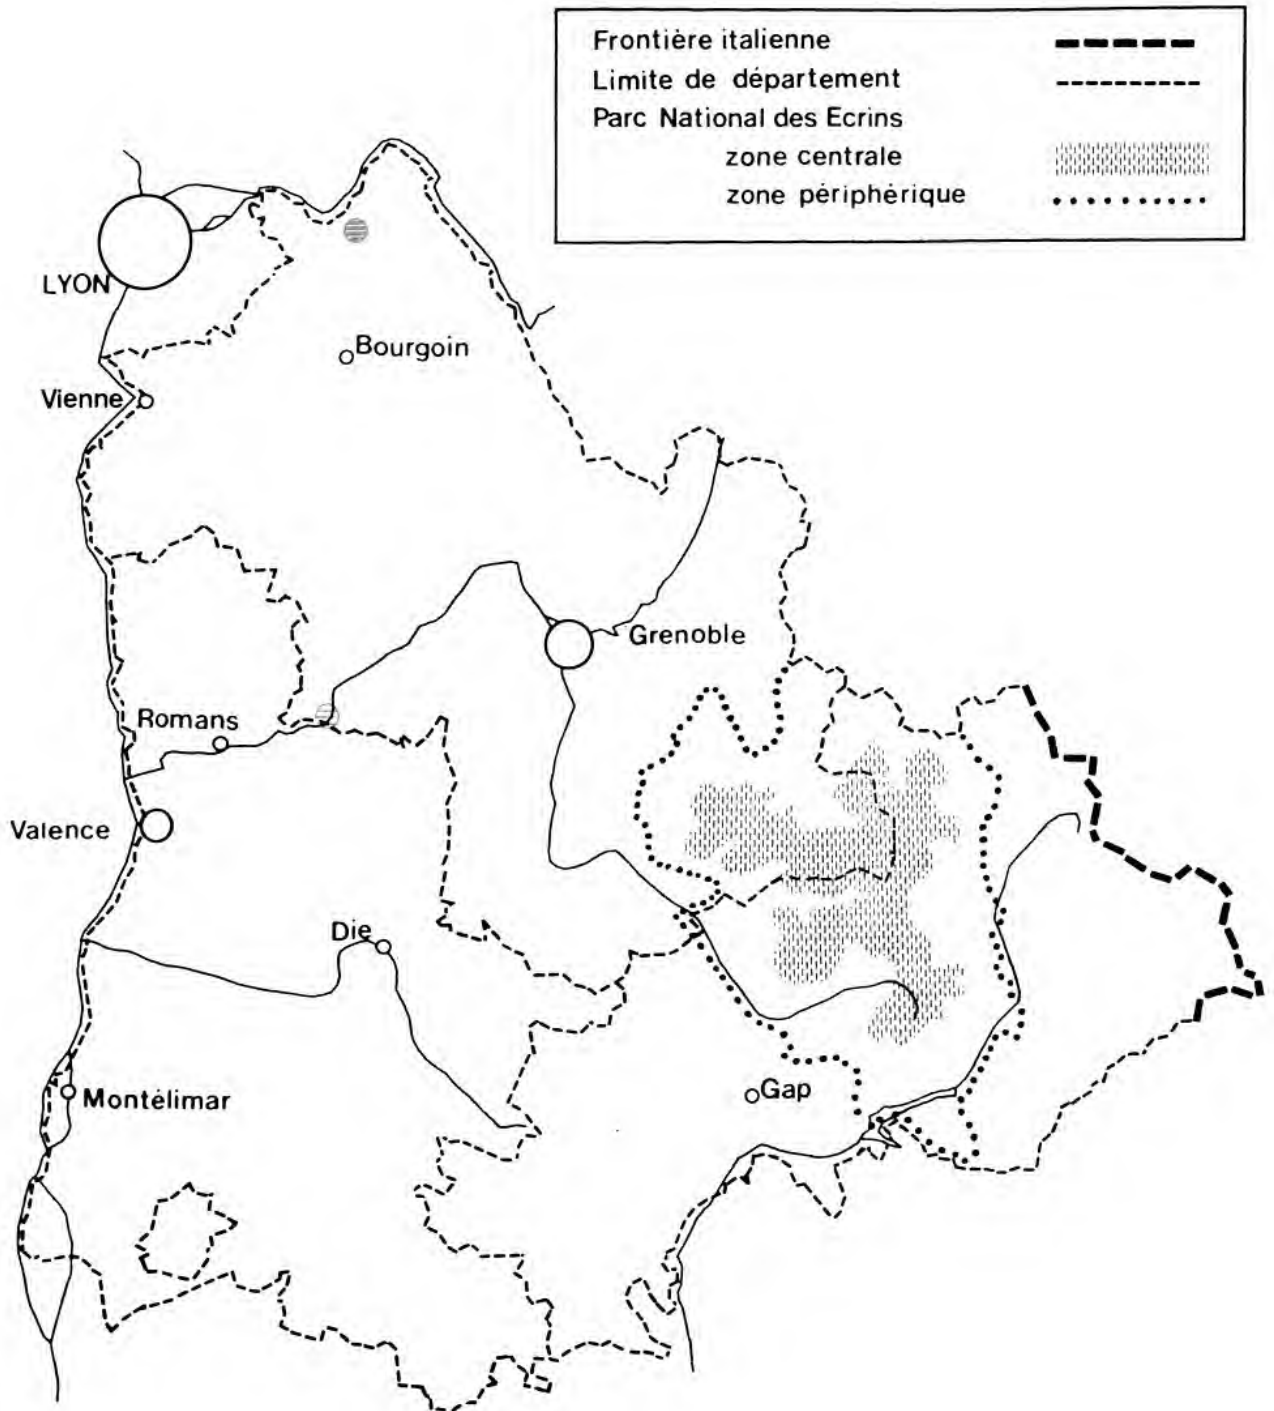 Frontière italienne
Limite de département
Parc National des Ecrins
zone centrale
zone périphérique
LYON
Bourgoin
Vienne
Grenoble
Romans
Valence
Die
Montélimar
Gap